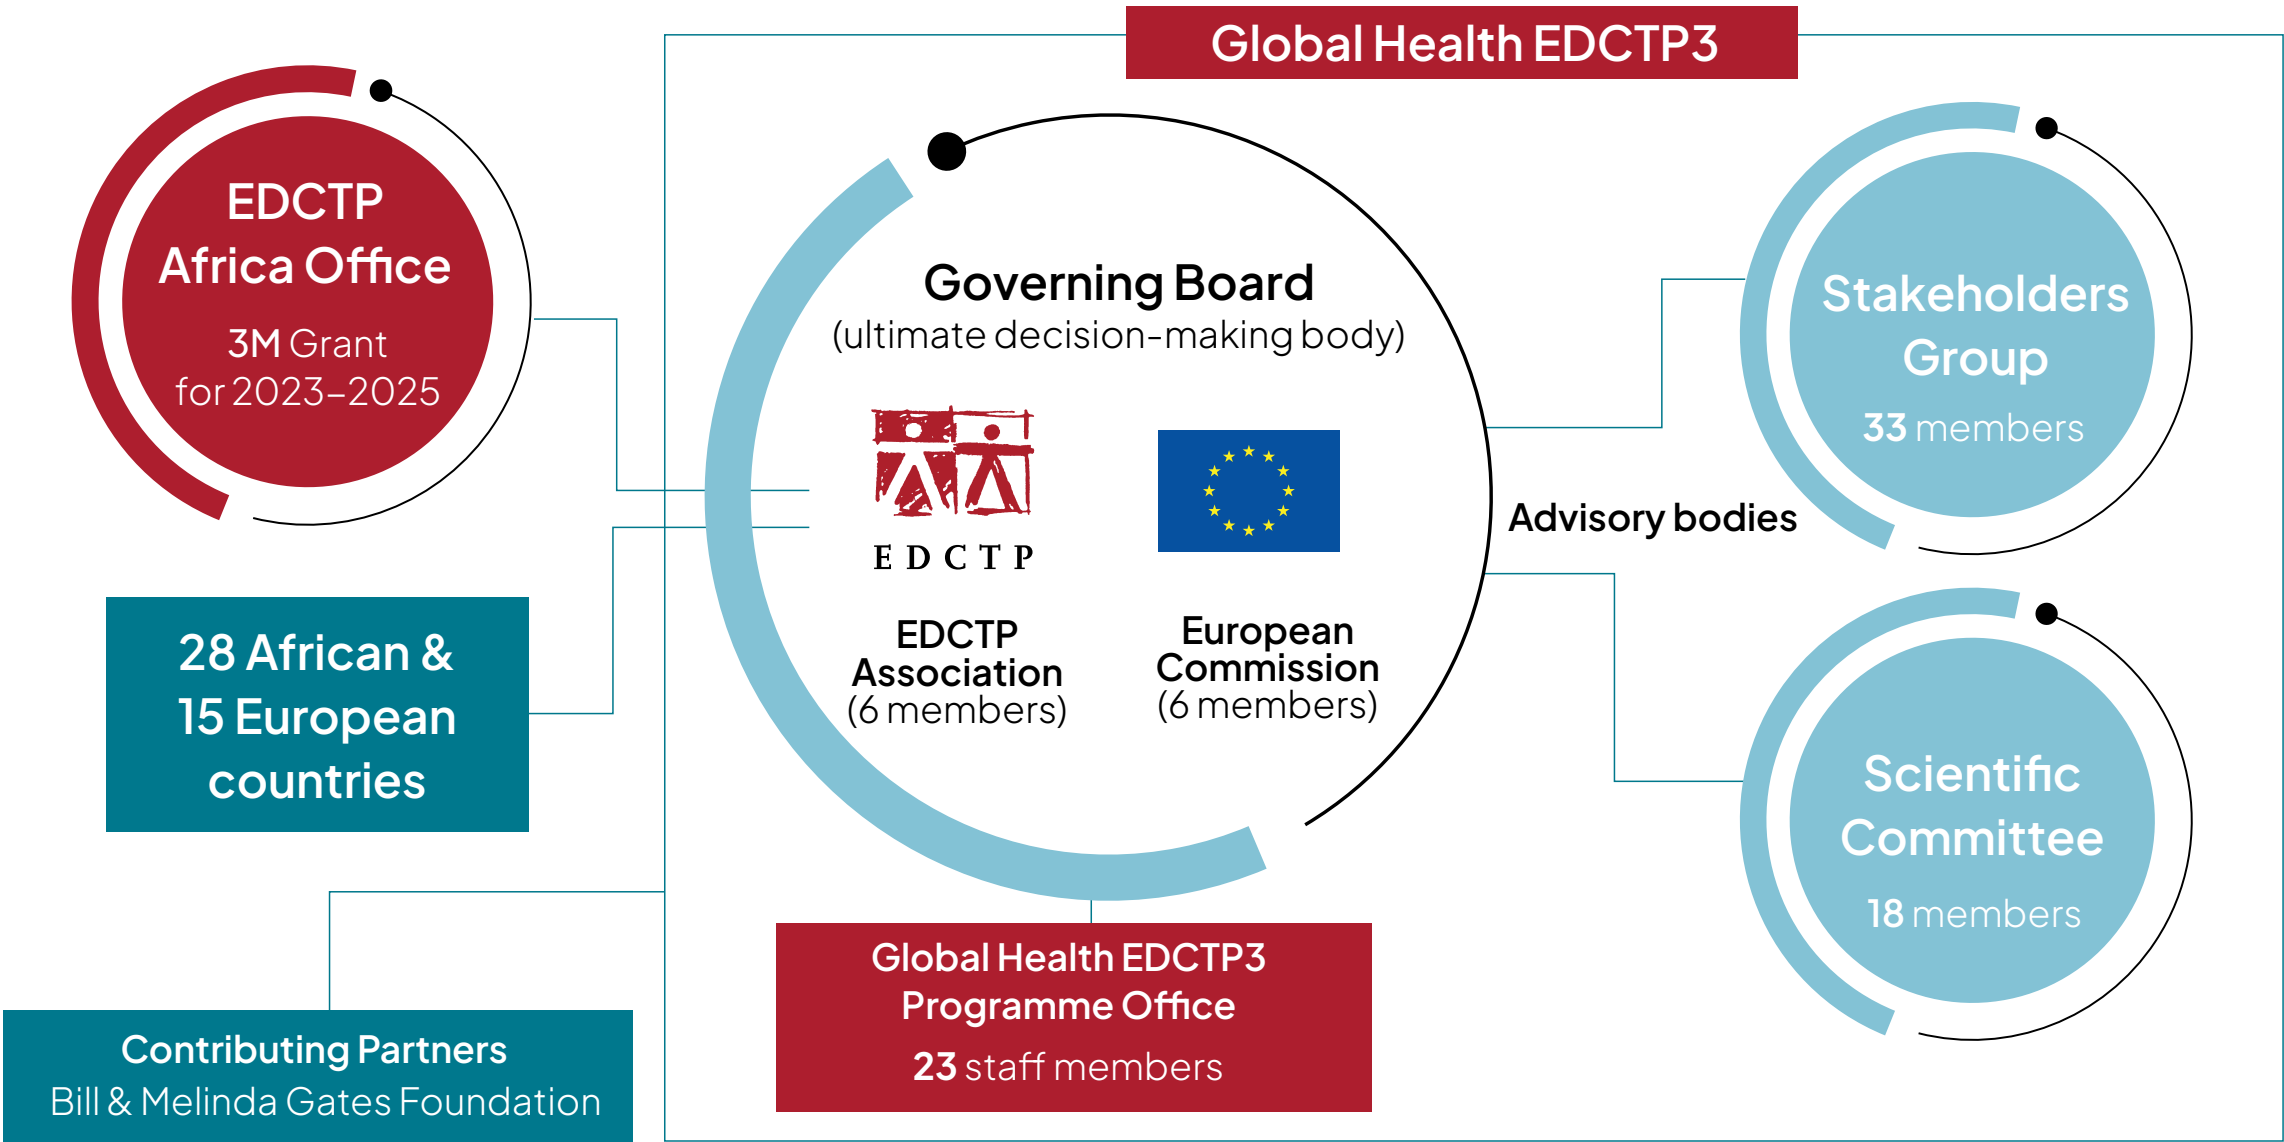 Global Health EDCTP3
EDCTP
Africa Office
3M Grant
for 2023–2025
28 African &
15 European
countries
Contributing Partners
Bill & Melinda Gates Foundation
Governing Board
(ultimate decision-making body)
EDCTP
EDCTP
Association
(6 members)
European
Commission
(6 members)
Global Health EDCTP3
Programme Office
23 staff members
Advisory bodies
Stakeholders
Group
33 members
Scientific
Committee
18 members